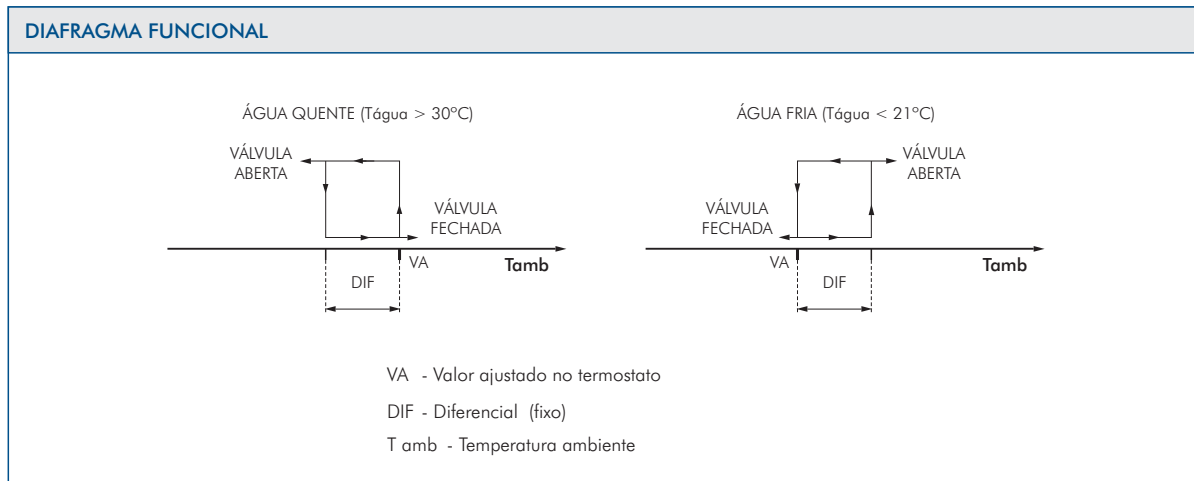 DIAFRAGMA FUNCIONAL
ÁGUA QUENTE (Tágua > 30ºC)
VÁLVULA
ABERTA
VÁLVULA
FECHADA
VA
Tamb
DIF
ÁGUA FRIA (Tágua < 21ºC)
VÁLVULA
ABERTA
VÁLVULA
FECHADA
VA
Tamb
DIF
VA - Valor ajustado no termostato
DIF - Diferencial (fixo)
T amb - Temperatura ambiente